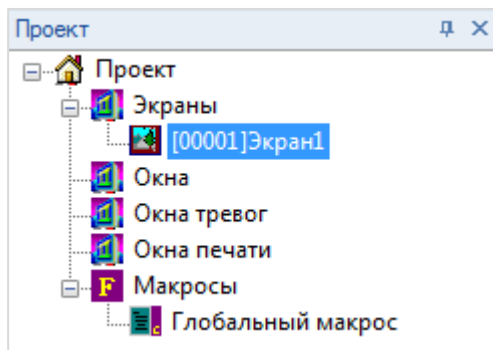 Проект
Проект
Экраны
[00001]Экран1
Окна
Окна тревог
Окна печати
Макросы
Глобальный макрос